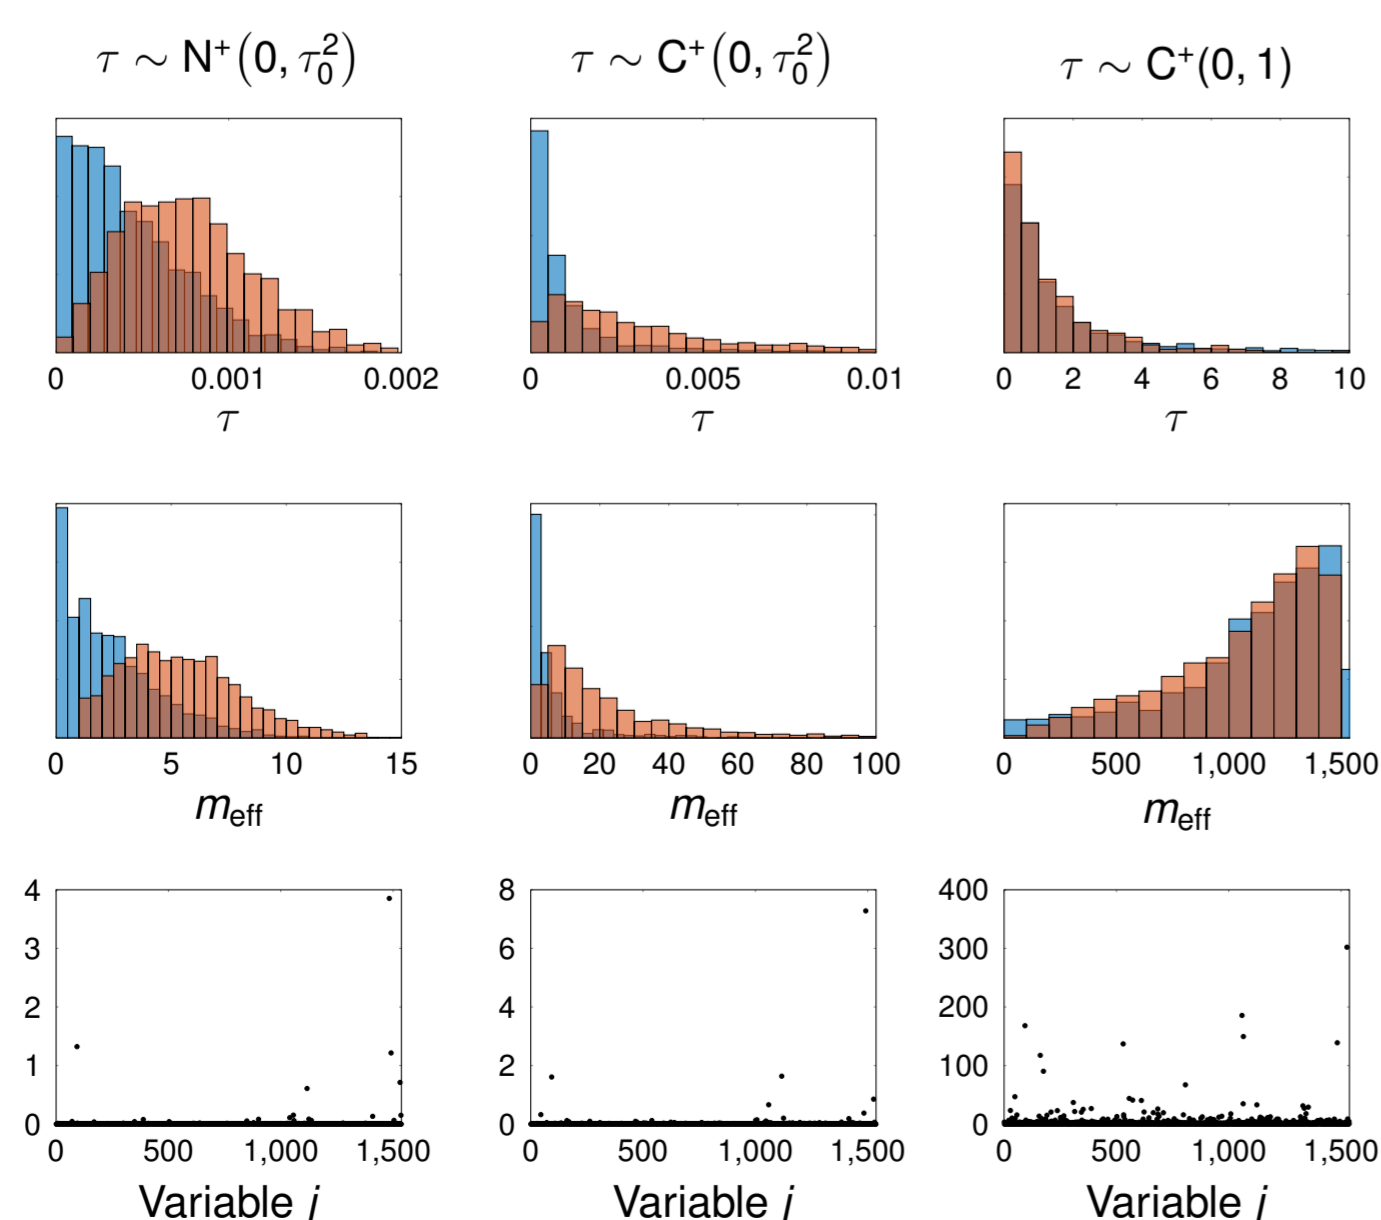 τ ∼ N⁺(0, τ₀²) τ ∼ C⁺(0, τ₀²) τ ∼ C⁺(0, 1)
0 0.001 0.002 0 0.005 0.01 0 2 4 6 8 10
τ τ τ
0 5 10 15 0 20 40 60 80 100 0 500 1,000 1,500
m_eff m_eff m_eff
4 8 400
3 6 300
2 4 200
1 2 100
0 0 0
0 500 1,000 1,500 0 500 1,000 1,500 0 500 1,000 1,500
Variable j Variable j Variable j